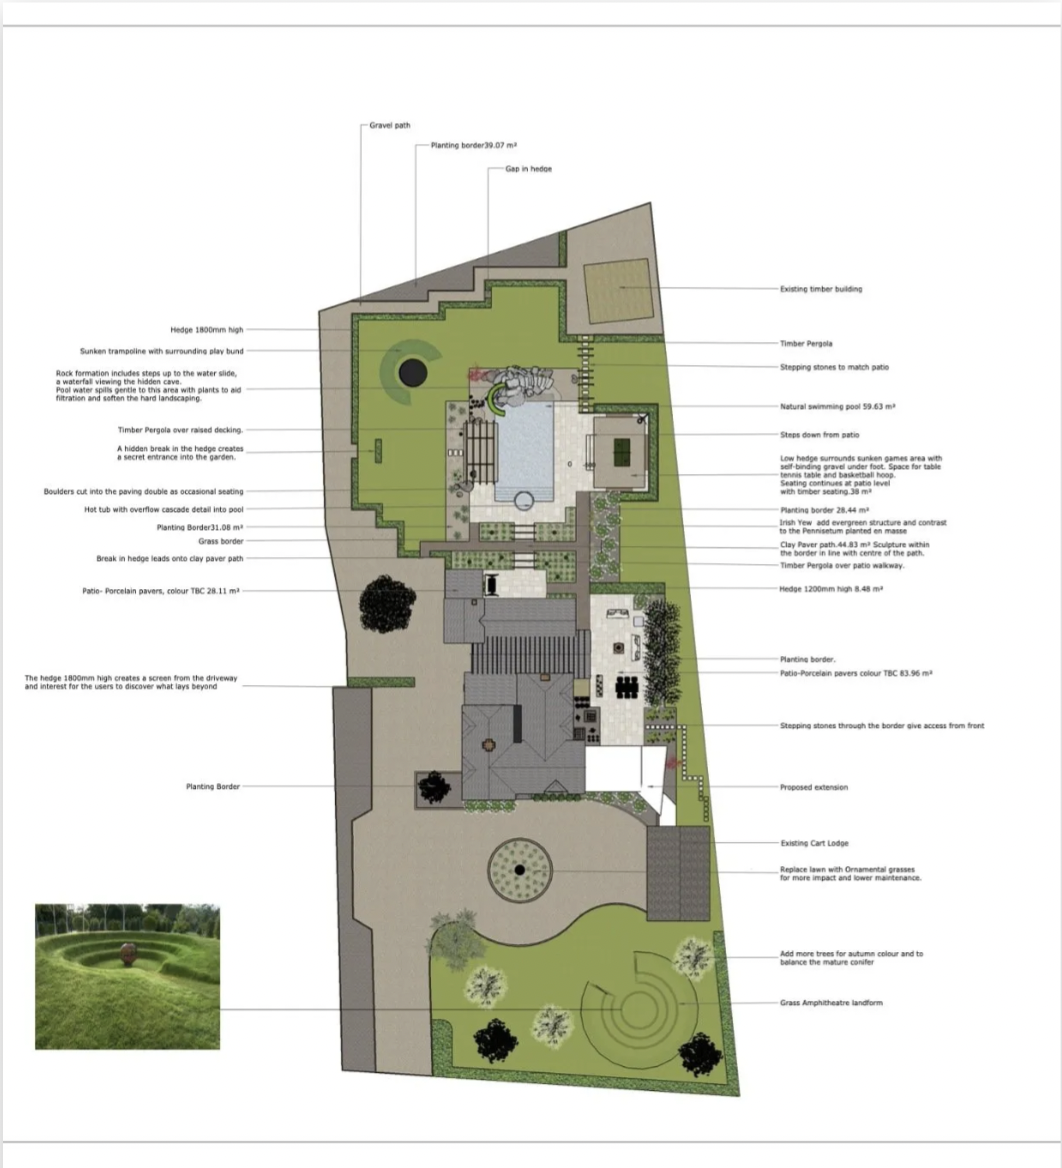 Gravel path
Planting border39.07 m²
Gap in hedge
Hedge 1800mm high
Sunken trampoline with surrounding play bund
Rock formation includes steps up to the water slide,
a waterfall viewing the hidden cave.
Pool water spills gentle to this area with plants to aid
filtration and soften the hard landscaping.
Timber Pergola over raised decking.
A hidden break in the hedge creates
a secret entrance into the garden.
Boulders cut into the paving double as occasional seating
Hot tub with overflow cascade detail into pool
Planting Border31.08 m²
Grass border
Break in hedge leads onto clay paver path
Patio- Porcelain pavers, colour TBC 28.11 m²
The hedge 1800mm high creates a screen from the driveway
and interest for the users to discover what lays beyond
Planting Border
Existing timber building
Timber Pergola
Stepping stones to match patio
Natural swimming pool 59.63 m²
Steps down from patio
Low hedge surrounds sunken games area with
self-binding gravel under foot. Space for table
tennis table and basketball hoop.
Seating continues at patio level
with timber seating.38 m²
Planting border 28.44 m²
Irish Yew  add evergreen structure and contrast
to the Pennisetum planted en masse
Clay Paver path.44.83 m² Sculpture within
the border in line with centre of the path.
Timber Pergola over patio walkway.
Hedge 1200mm high 8.48 m²
Planting border.
Patio-Porcelain pavers colour TBC 83.96 m²
Stepping stones through the border give access from front
Proposed extension
Existing Cart Lodge
Replace lawn with Ornamental grasses
for more impact and lower maintenance.
Add more trees for autumn colour and to
balance the mature conifer
Grass Amphitheatre landform